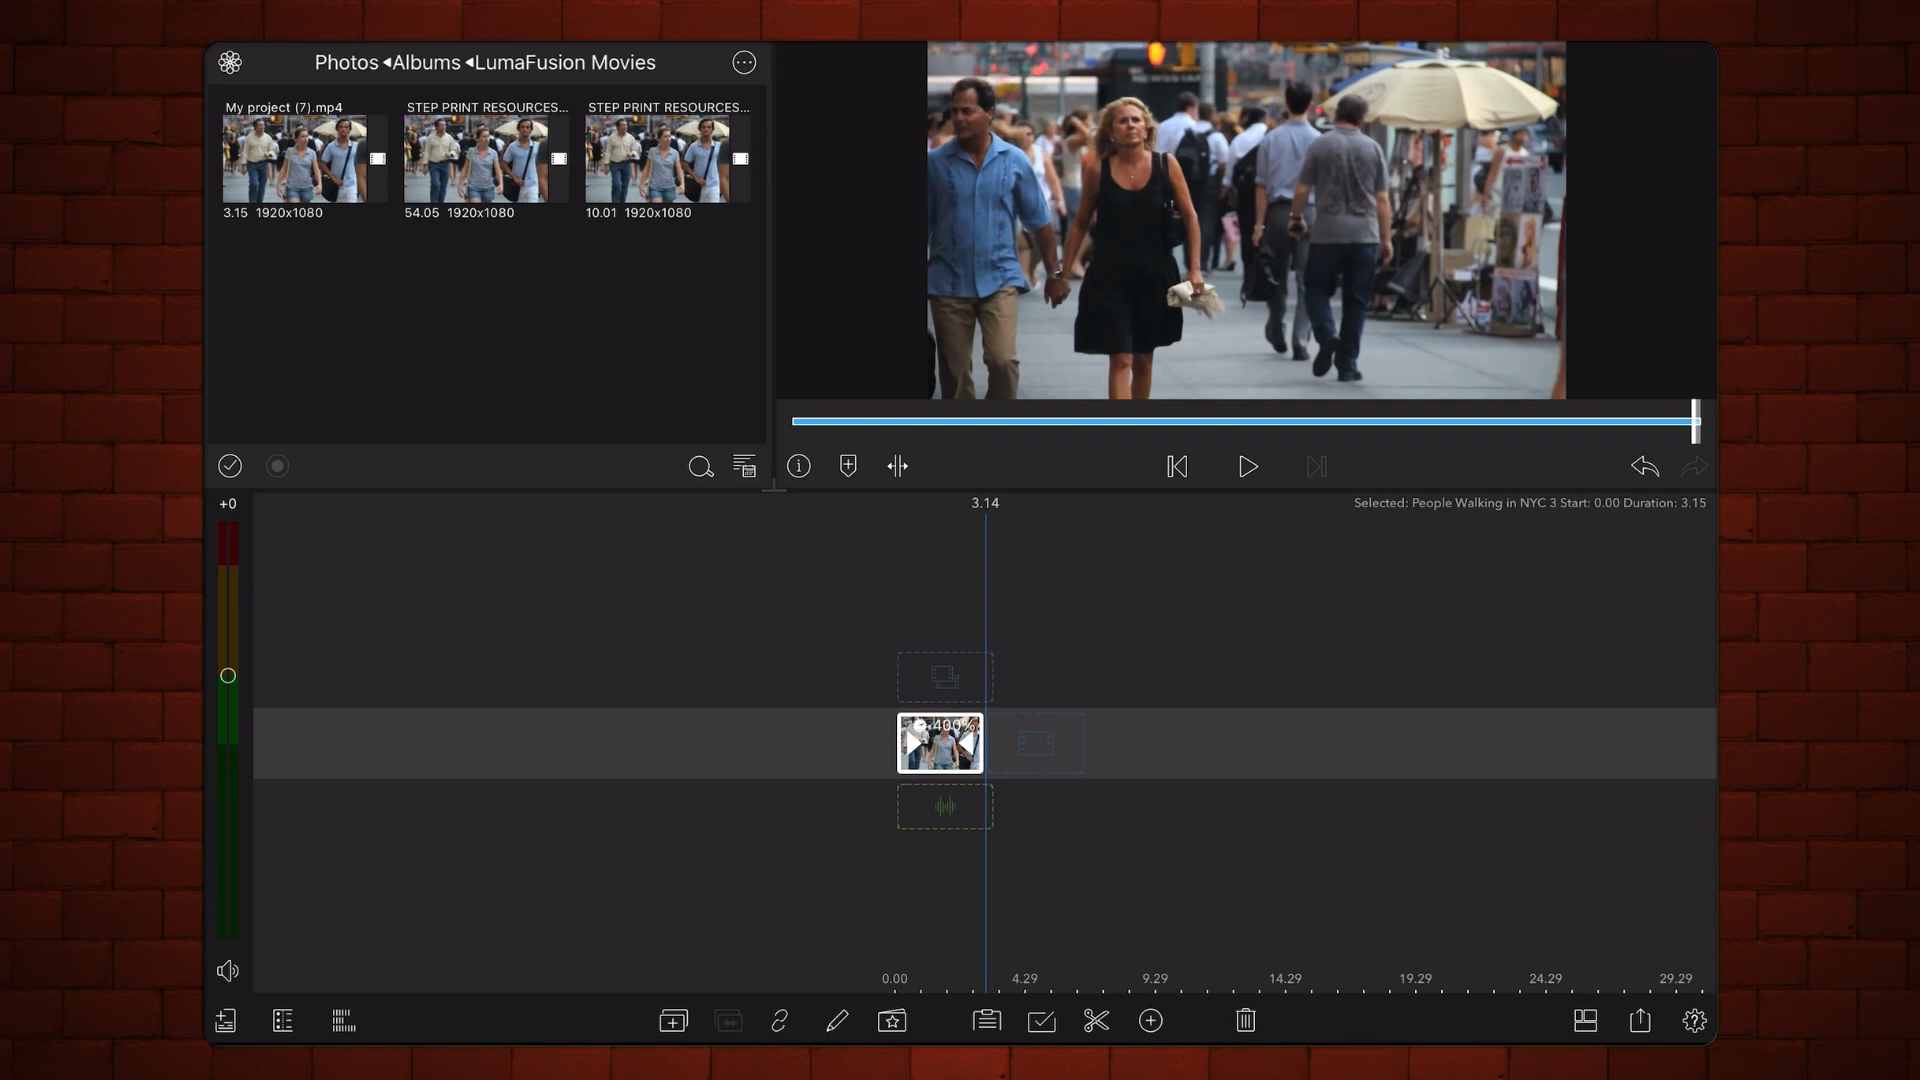 Photos ◂Albums ◂LumaFusion Movies
My project (7).mp4
STEP PRINT RESOURCES...
STEP PRINT RESOURCES...
3.15 1920x1080
54.05 1920x1080
10.01 1920x1080
+0
3.14
Selected: People Walking in NYC 3 Start: 0.00 Duration: 3.15
400%
0.00
4.29
9.29
14.29
19.29
24.29
29.29